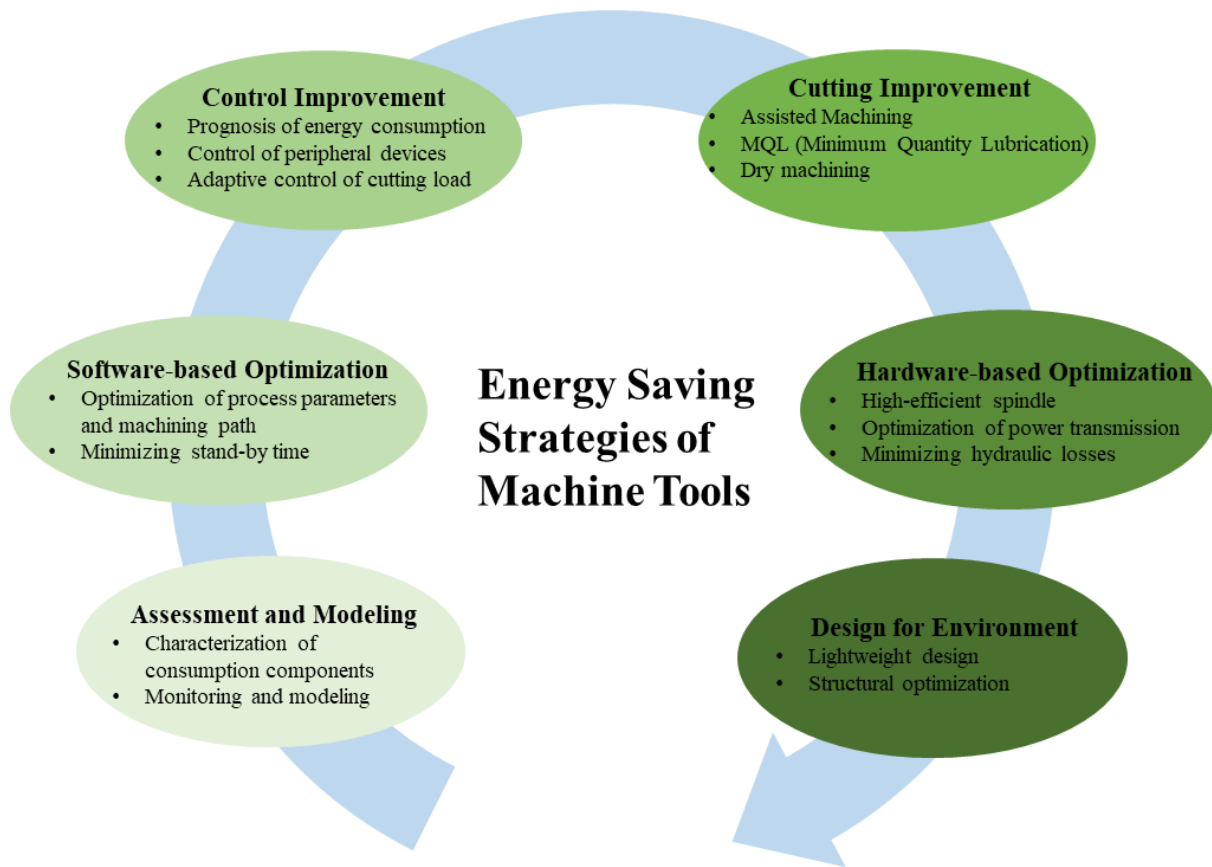 Control Improvement
• Prognosis of energy consumption
• Control of peripheral devices
• Adaptive control of cutting load
Cutting Improvement
• Assisted Machining
• MQL (Minimum Quantity Lubrication)
• Dry machining
Software-based Optimization
• Optimization of process parameters
and machining path
• Minimizing stand-by time
Energy Saving
Strategies of
Machine Tools
Hardware-based Optimization
• High-efficient spindle
• Optimization of power transmission
• Minimizing hydraulic losses
Assessment and Modeling
• Characterization of
consumption components
• Monitoring and modeling
Design for Environment
• Lightweight design
• Structural optimization